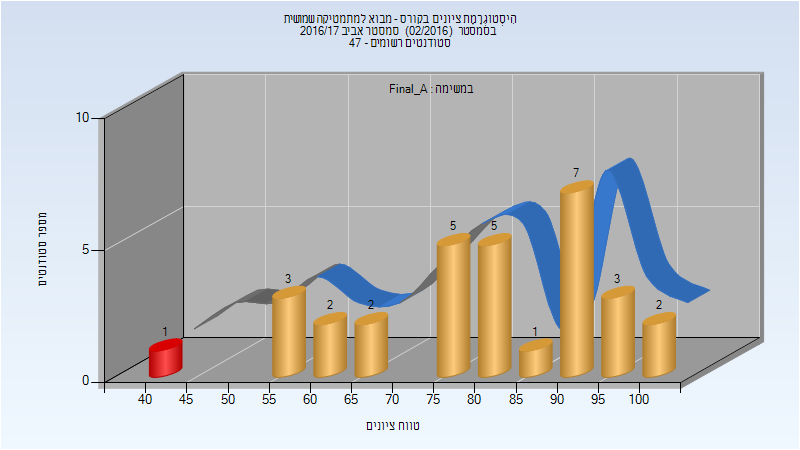 היסטוגרמת ציונים בקורס - מבוא למתמטיקה שמושית
בסמסטר (02/2016) סמסטר אביב 2016/17
סטודנטים רשומים - 47
במשימה : Final_A
10
5
0
מספר סטודנטים
1
3
2
2
5
5
1
7
3
2
40 45 50 55 60 65 70 75 80 85 90 95 100
טווח ציונים